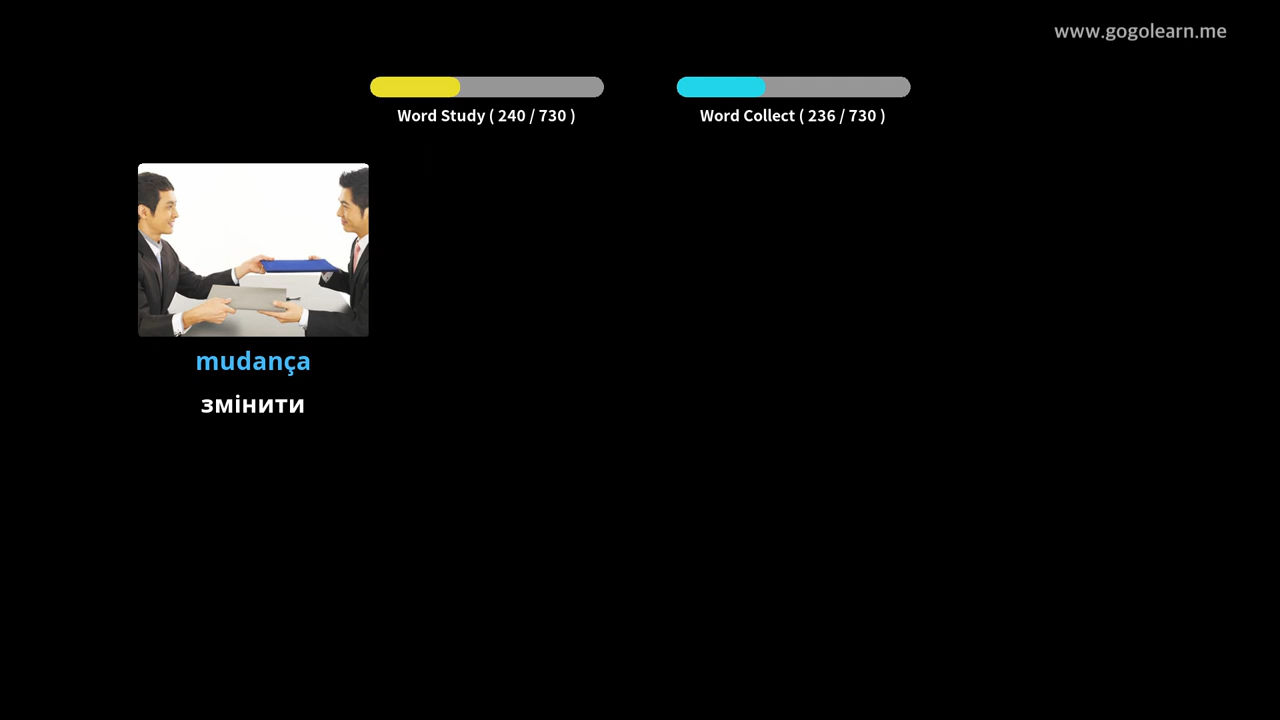 www.gogolearn.me
Word Study ( 240 / 730 )
Word Collect ( 236 / 730 )
mudança
змінити